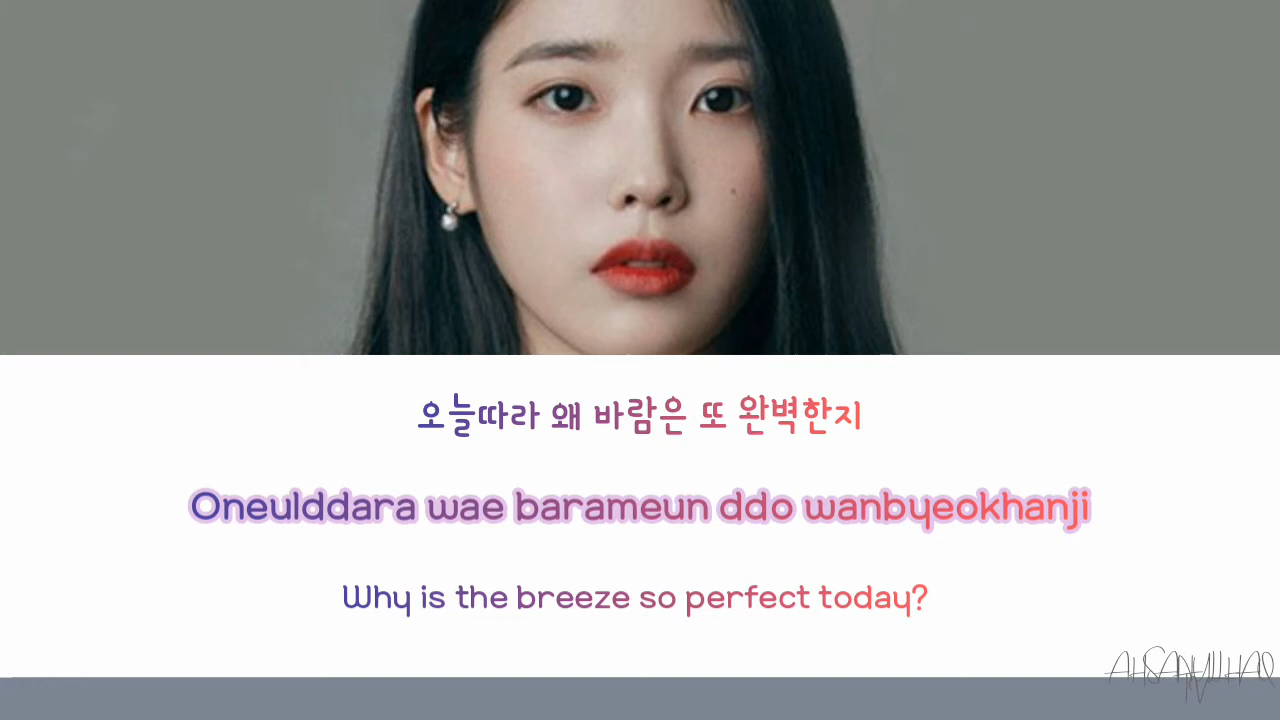 오늘따라 왜 바람은 또 완벽한지
Oneulddara wae barameun ddo wanbyeokhanji
Why is the breeze so perfect today?